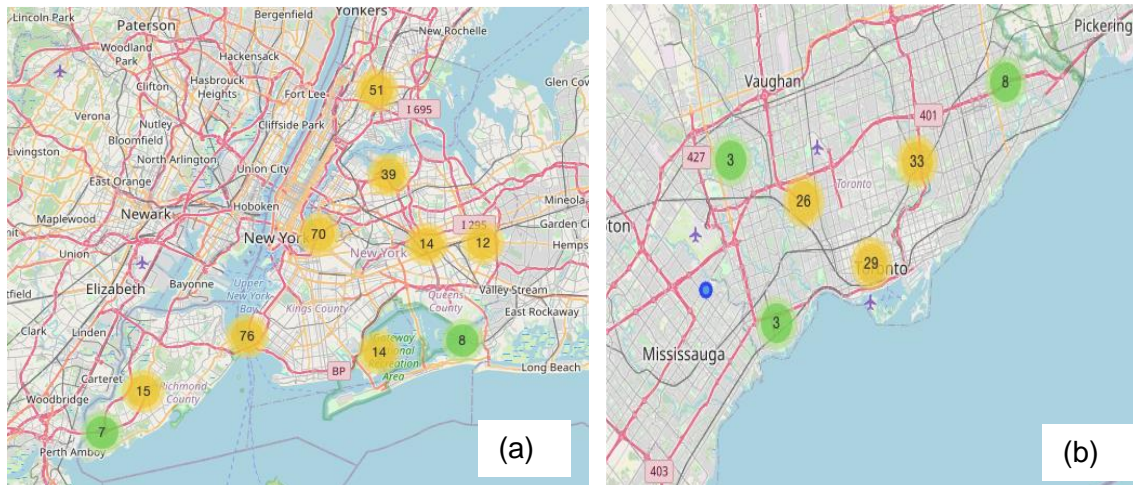 Lincoln Park
Paterson
Bergenfield
Yonkers
New Rochelle
Woodland
Park
Hackensack
Clifton
Hasbrouck
Heights
Fort Lee
51
Glen Cov
I 695
Verona
Cliffside Park
Nutley
Bloomfield
Livingston
North Arlington
Union City
39
East Orange
Maplewood
Newark
Hoboken
Mineola
I 295
Garden C
Hemps
New York
70
14
12
New York
Union
Elizabeth
Bayonne
Upper
New York
Bay
Kings County
Queens
County
Valley Stream
East Rockaway
Clark
Linden
76
14
8
Gateway
National
Recreation
Area
BP
Long Beach
Carteret
15
Richmond
County
Woodbridge
7
Perth Amboy
(a)
Pickering
Vaughan
8
401
427
3
33
Toronto
26
ton
29
Toronto
3
Mississauga
403
(b)